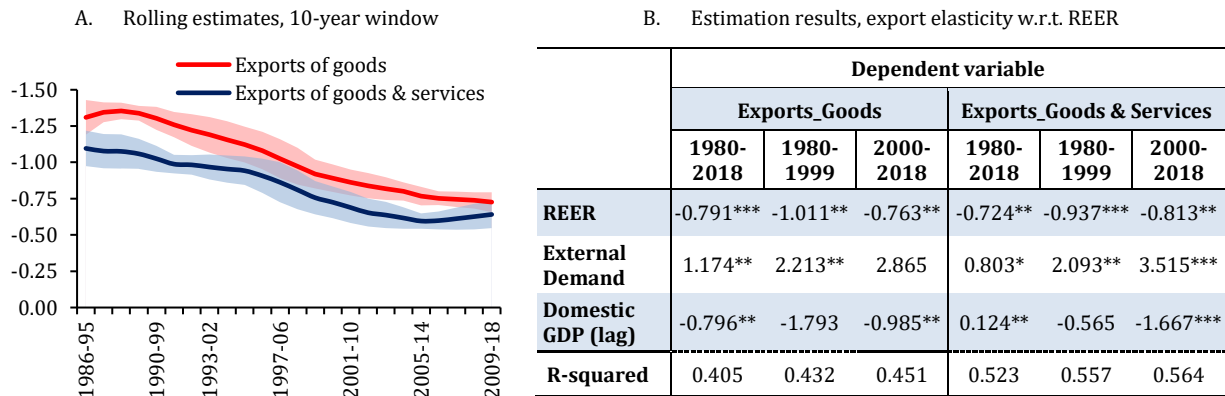 A. Rolling estimates, 10-year window
Exports of goods
Exports of goods & services
-1.50
-1.25
-1.00
-0.75
-0.50
-0.25
0.00
1986-95
1990-99
1993-02
1997-06
2001-10
2005-14
2009-18
B. Estimation results, export elasticity w.r.t. REER
Dependent variable
Exports_Goods Exports_Goods & Services
1980- 1980- 2000- 1980- 1980- 2000-
2018 1999 2018 2018 1999 2018
REER -0.791*** -1.011** -0.763** -0.724** -0.937*** -0.813**
External
Demand 1.174** 2.213** 2.865 0.803* 2.093** 3.515***
Domestic
GDP (lag) -0.796** -1.793 -0.985** 0.124** -0.565 -1.667***
R-squared 0.405 0.432 0.451 0.523 0.557 0.564